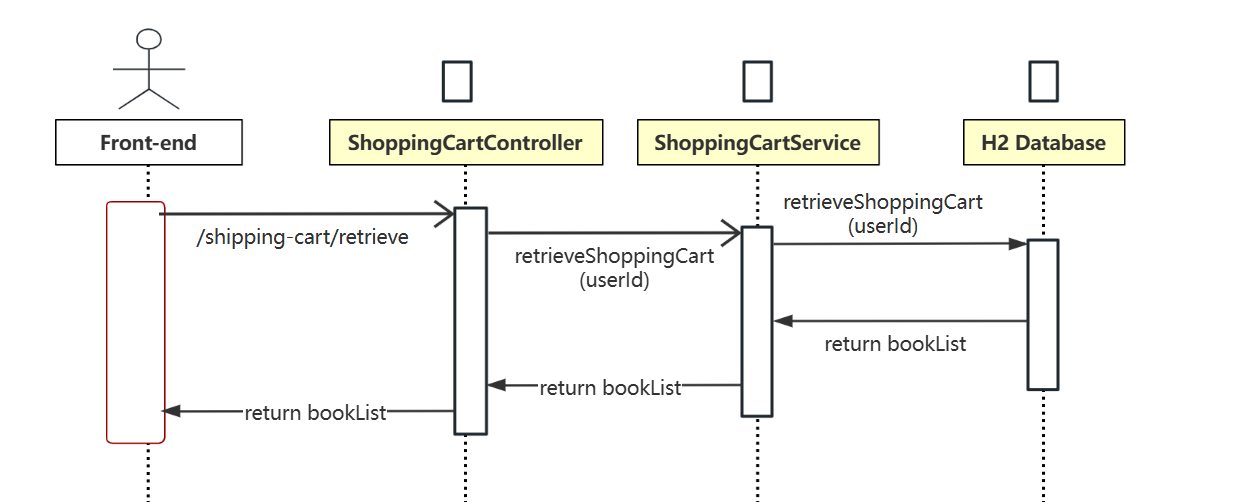 Front-end
ShoppingCartController
ShoppingCartService
H2 Database
/shipping-cart/retrieve
retrieveShoppingCart
(userId)
retrieveShoppingCart
(userId)
return bookList
return bookList
return bookList